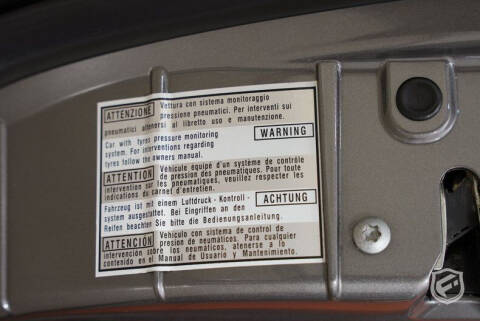 ATTENZIONE Vettura con sistema monitoraggio
pressione pneumatici. Per interventi sui
pneumatici attenersi al libretto uso e manutenzione.
Car with tyres pressure monitoring WARNING
system. For interventions regarding
tyres follow the owners manual.
ATTENTION Véhicule équipé d'un système de contrôle
de pression des pneumatiques. Pour toute
intervention sur les pneumatiques, veuillez respecter les
indications du carnet d'entretien.
Fahrzeug ist mit einem Luftdruck - Kontroll - ACHTUNG
system ausgestattet. Bei Eingriffen an den
Reifen beachten Sie bitte die Bedienungsanleitung.
ATTENCION Vehiculo con sistema de control de
presion de neumáticos. Para cualquier
intervención sobre los neumáticos, atenerse a lo
contenido en el Manual de Usuario y Mantenimiento.